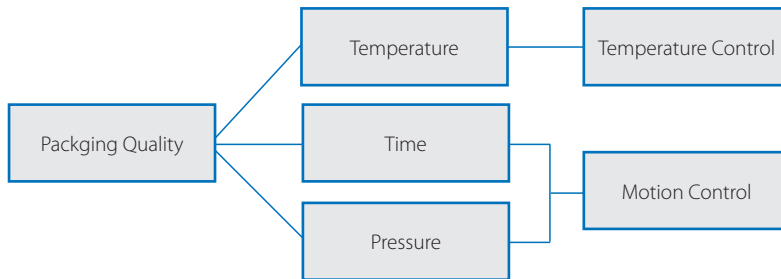 Temperature
Temperature Control
Packging Quality
Time
Motion Control
Pressure